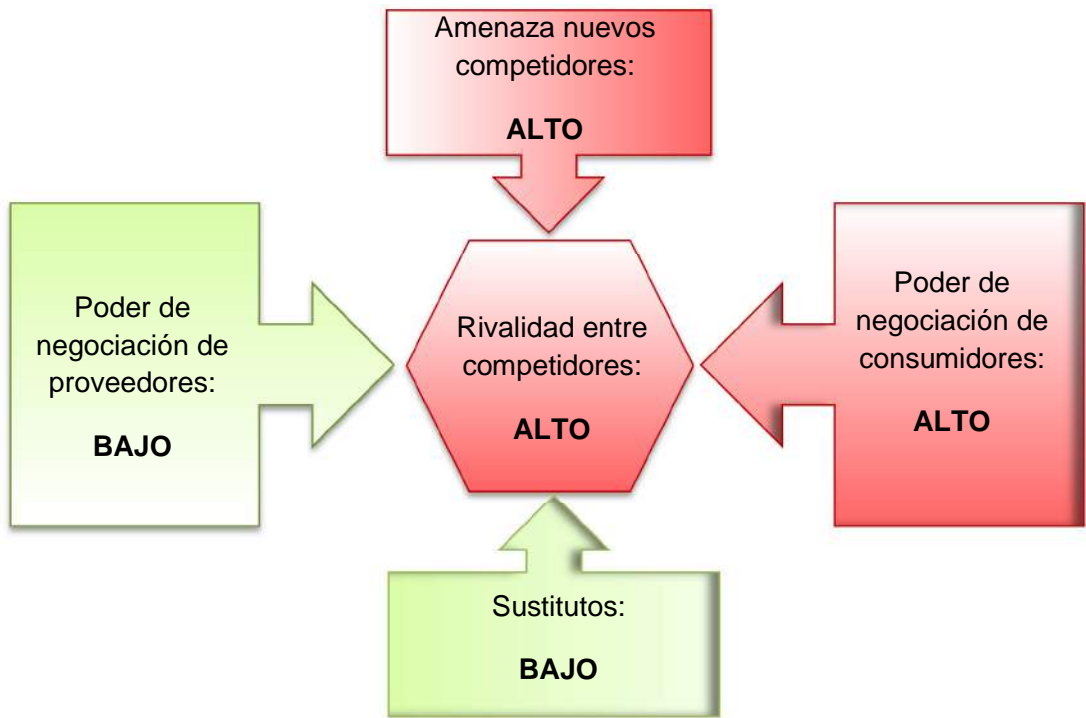 Amenaza nuevos
competidores:
ALTO
Poder de
negociación de
proveedores:
BAJO
Rivalidad entre
competidores:
ALTO
Poder de
negociación de
consumidores:
ALTO
Sustitutos:
BAJO